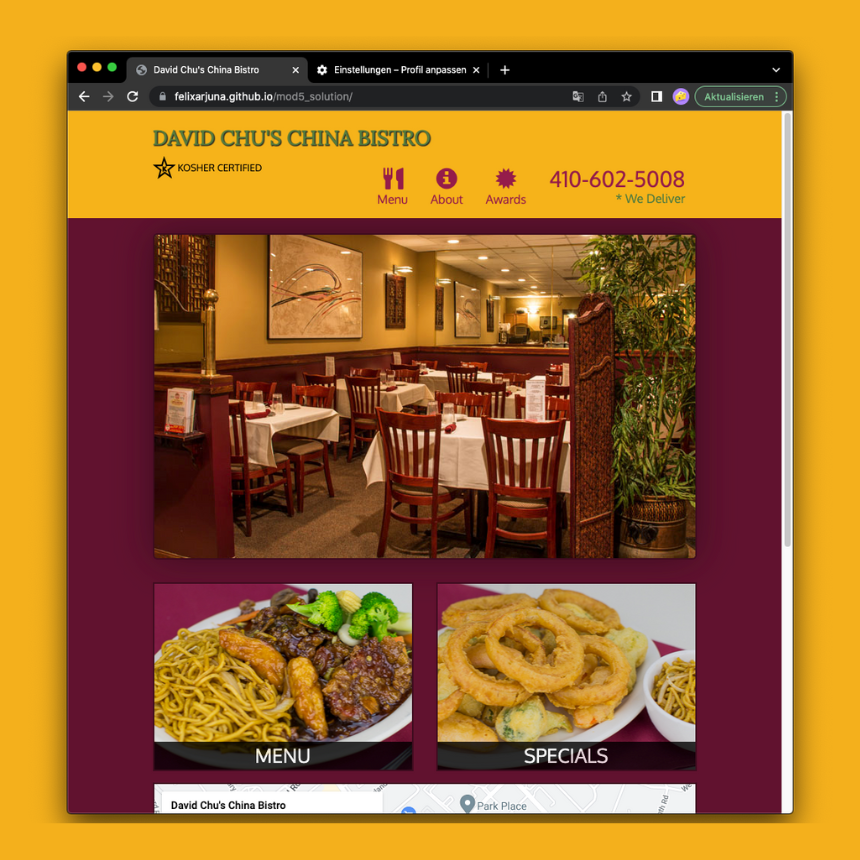 David Chu's China Bistro
Einstellungen – Profil anpassen
felixarjuna.github.io/mod5_solution/
Aktualisieren
DAVID CHU'S CHINA BISTRO
K KOSHER CERTIFIED
Menu
About
Awards
410-602-5008
* We Deliver
MENU
SPECIALS
David Chu's China Bistro
Park Place